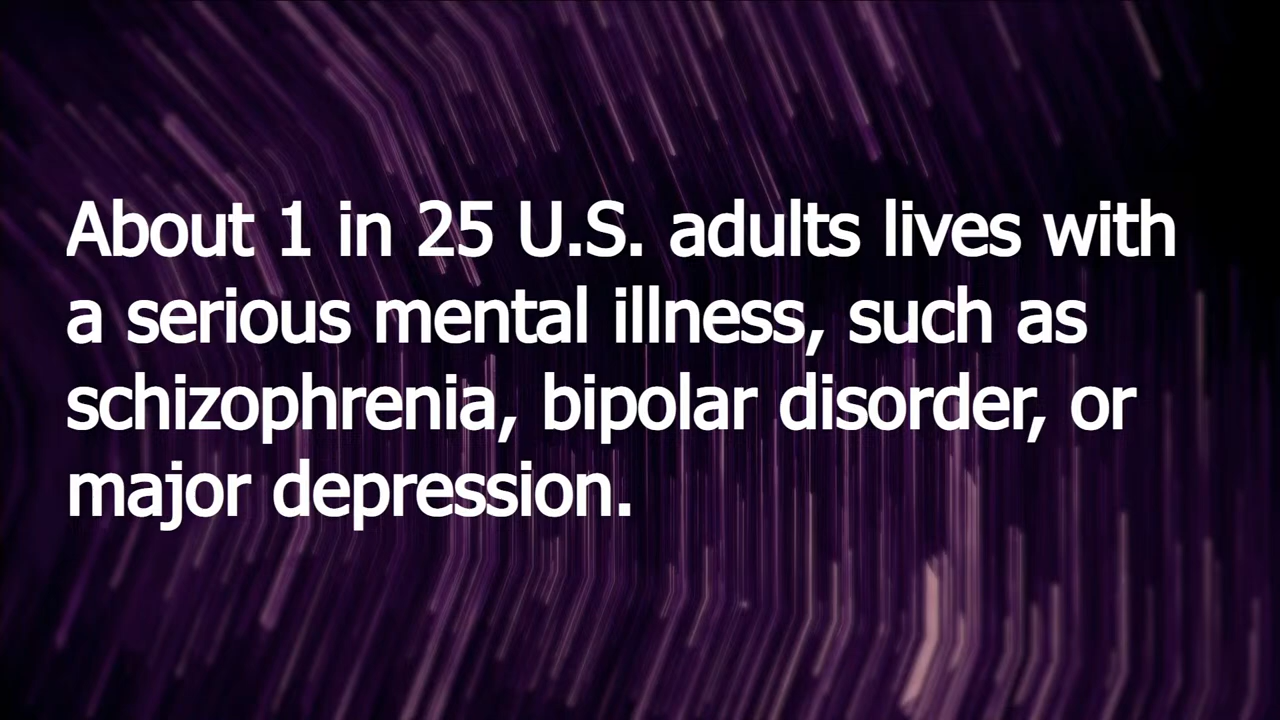 About 1 in 25 U.S. adults lives with
a serious mental illness, such as
schizophrenia, bipolar disorder, or
major depression.